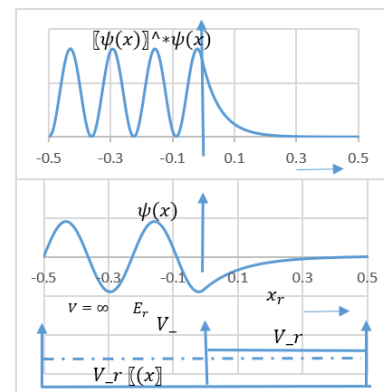 〖ψ(x)〗^*ψ(x)
-0.5 -0.3 -0.1 0.1 0.3 0.5
ψ(x)
-0.5 -0.3 -0.1 0.1 0.3 0.5
x_r
V = ∞ E_r
V_
V_r
V_r 〖(x)〗